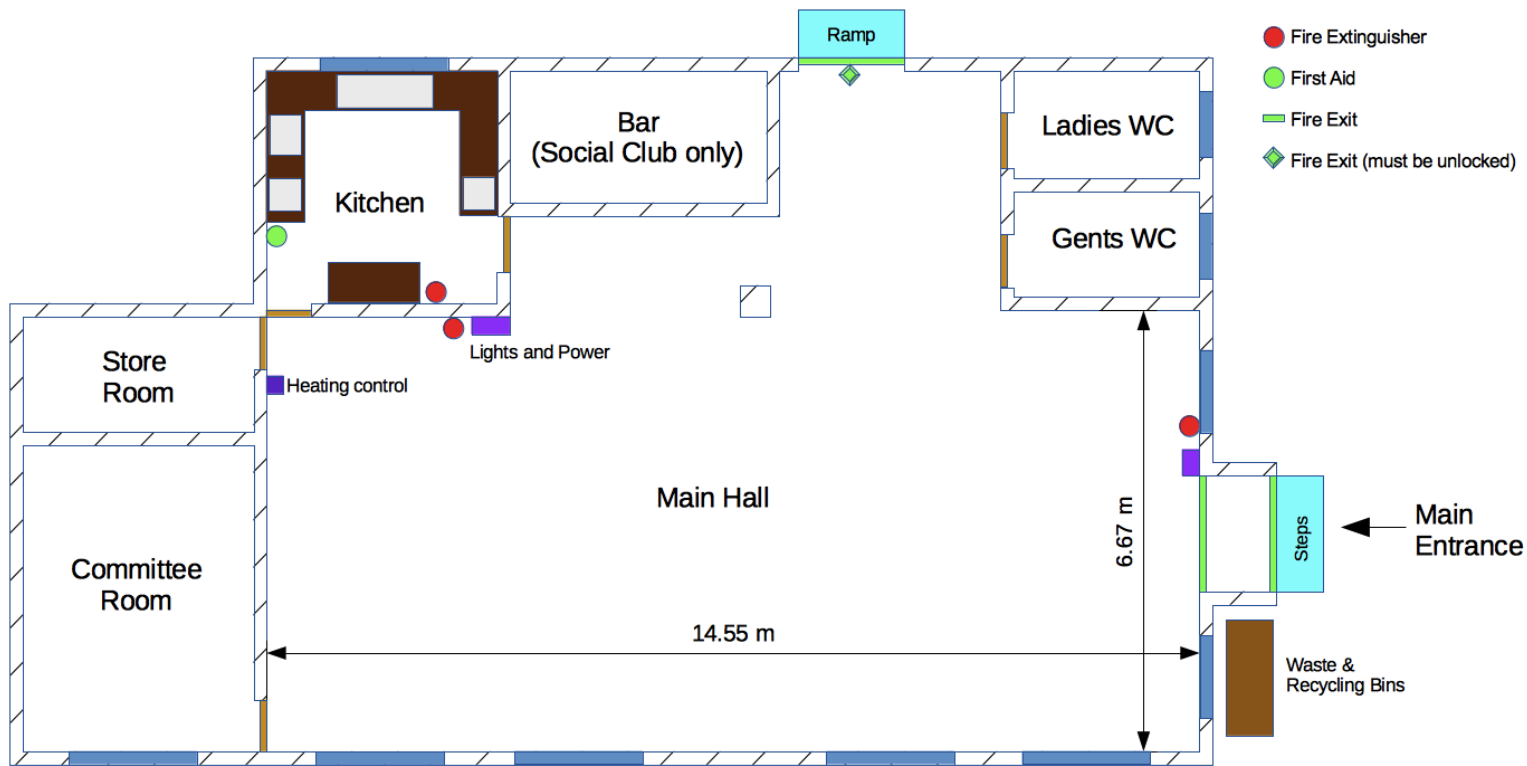 Ramp
Fire Extinguisher
First Aid
Fire Exit
Fire Exit (must be unlocked)
Bar
(Social Club only)
Ladies WC
Kitchen
Gents WC
Lights and Power
Store
Room
Heating control
Main Hall
6.67 m
Steps
Main
Entrance
Committee
Room
14.55 m
Waste &
Recycling Bins